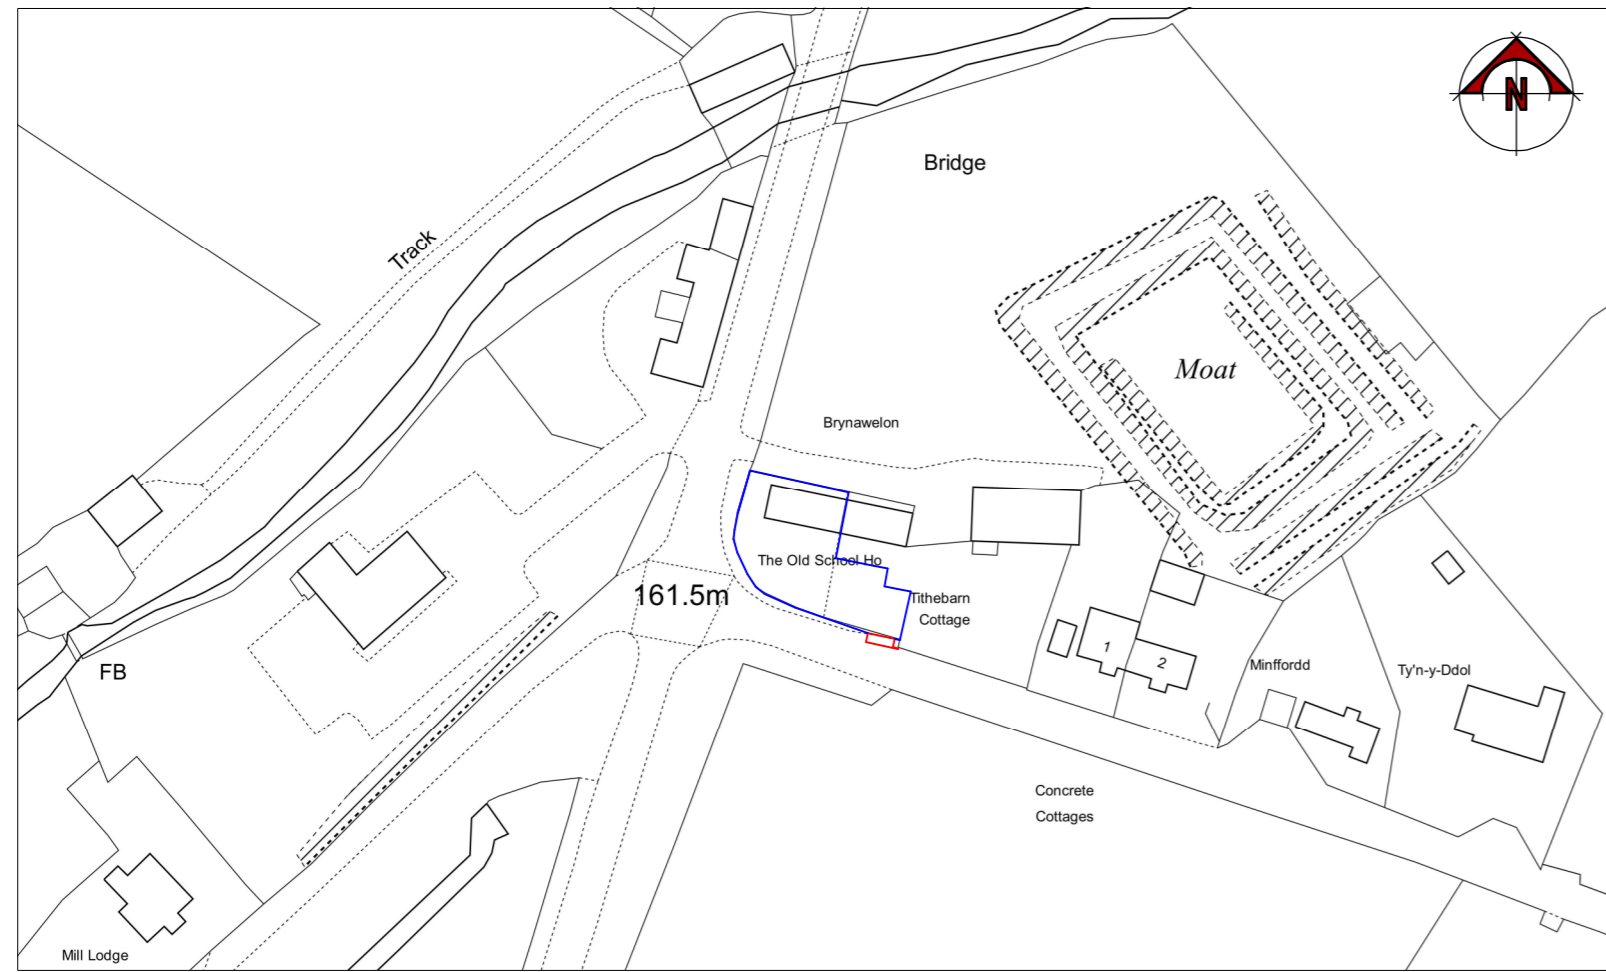 N
Bridge
Track
Moat
Brynawelon
The Old School Ho
161.5m
Tithebarn
Cottage
1
2
Minffordd
Ty'n-y-Ddol
FB
Concrete
Cottages
Mill Lodge